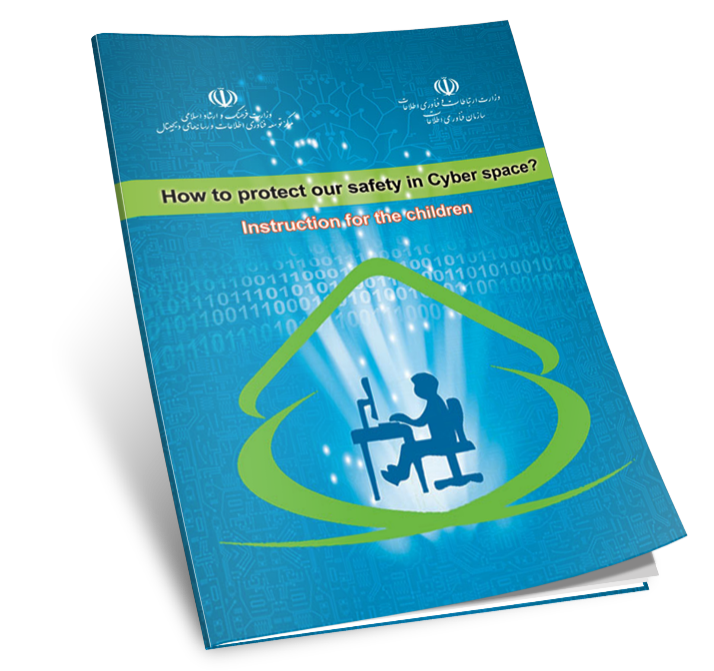 وزارت فرهنگ و ارشاد اسلامی
مرکز توسعه فناوری اطلاعات و رسانه‌های دیجیتال
وزارت ارتباطات و فناوری اطلاعات
سازمان فناوری اطلاعات
How to protect our safety in Cyber space?
Instruction for the children